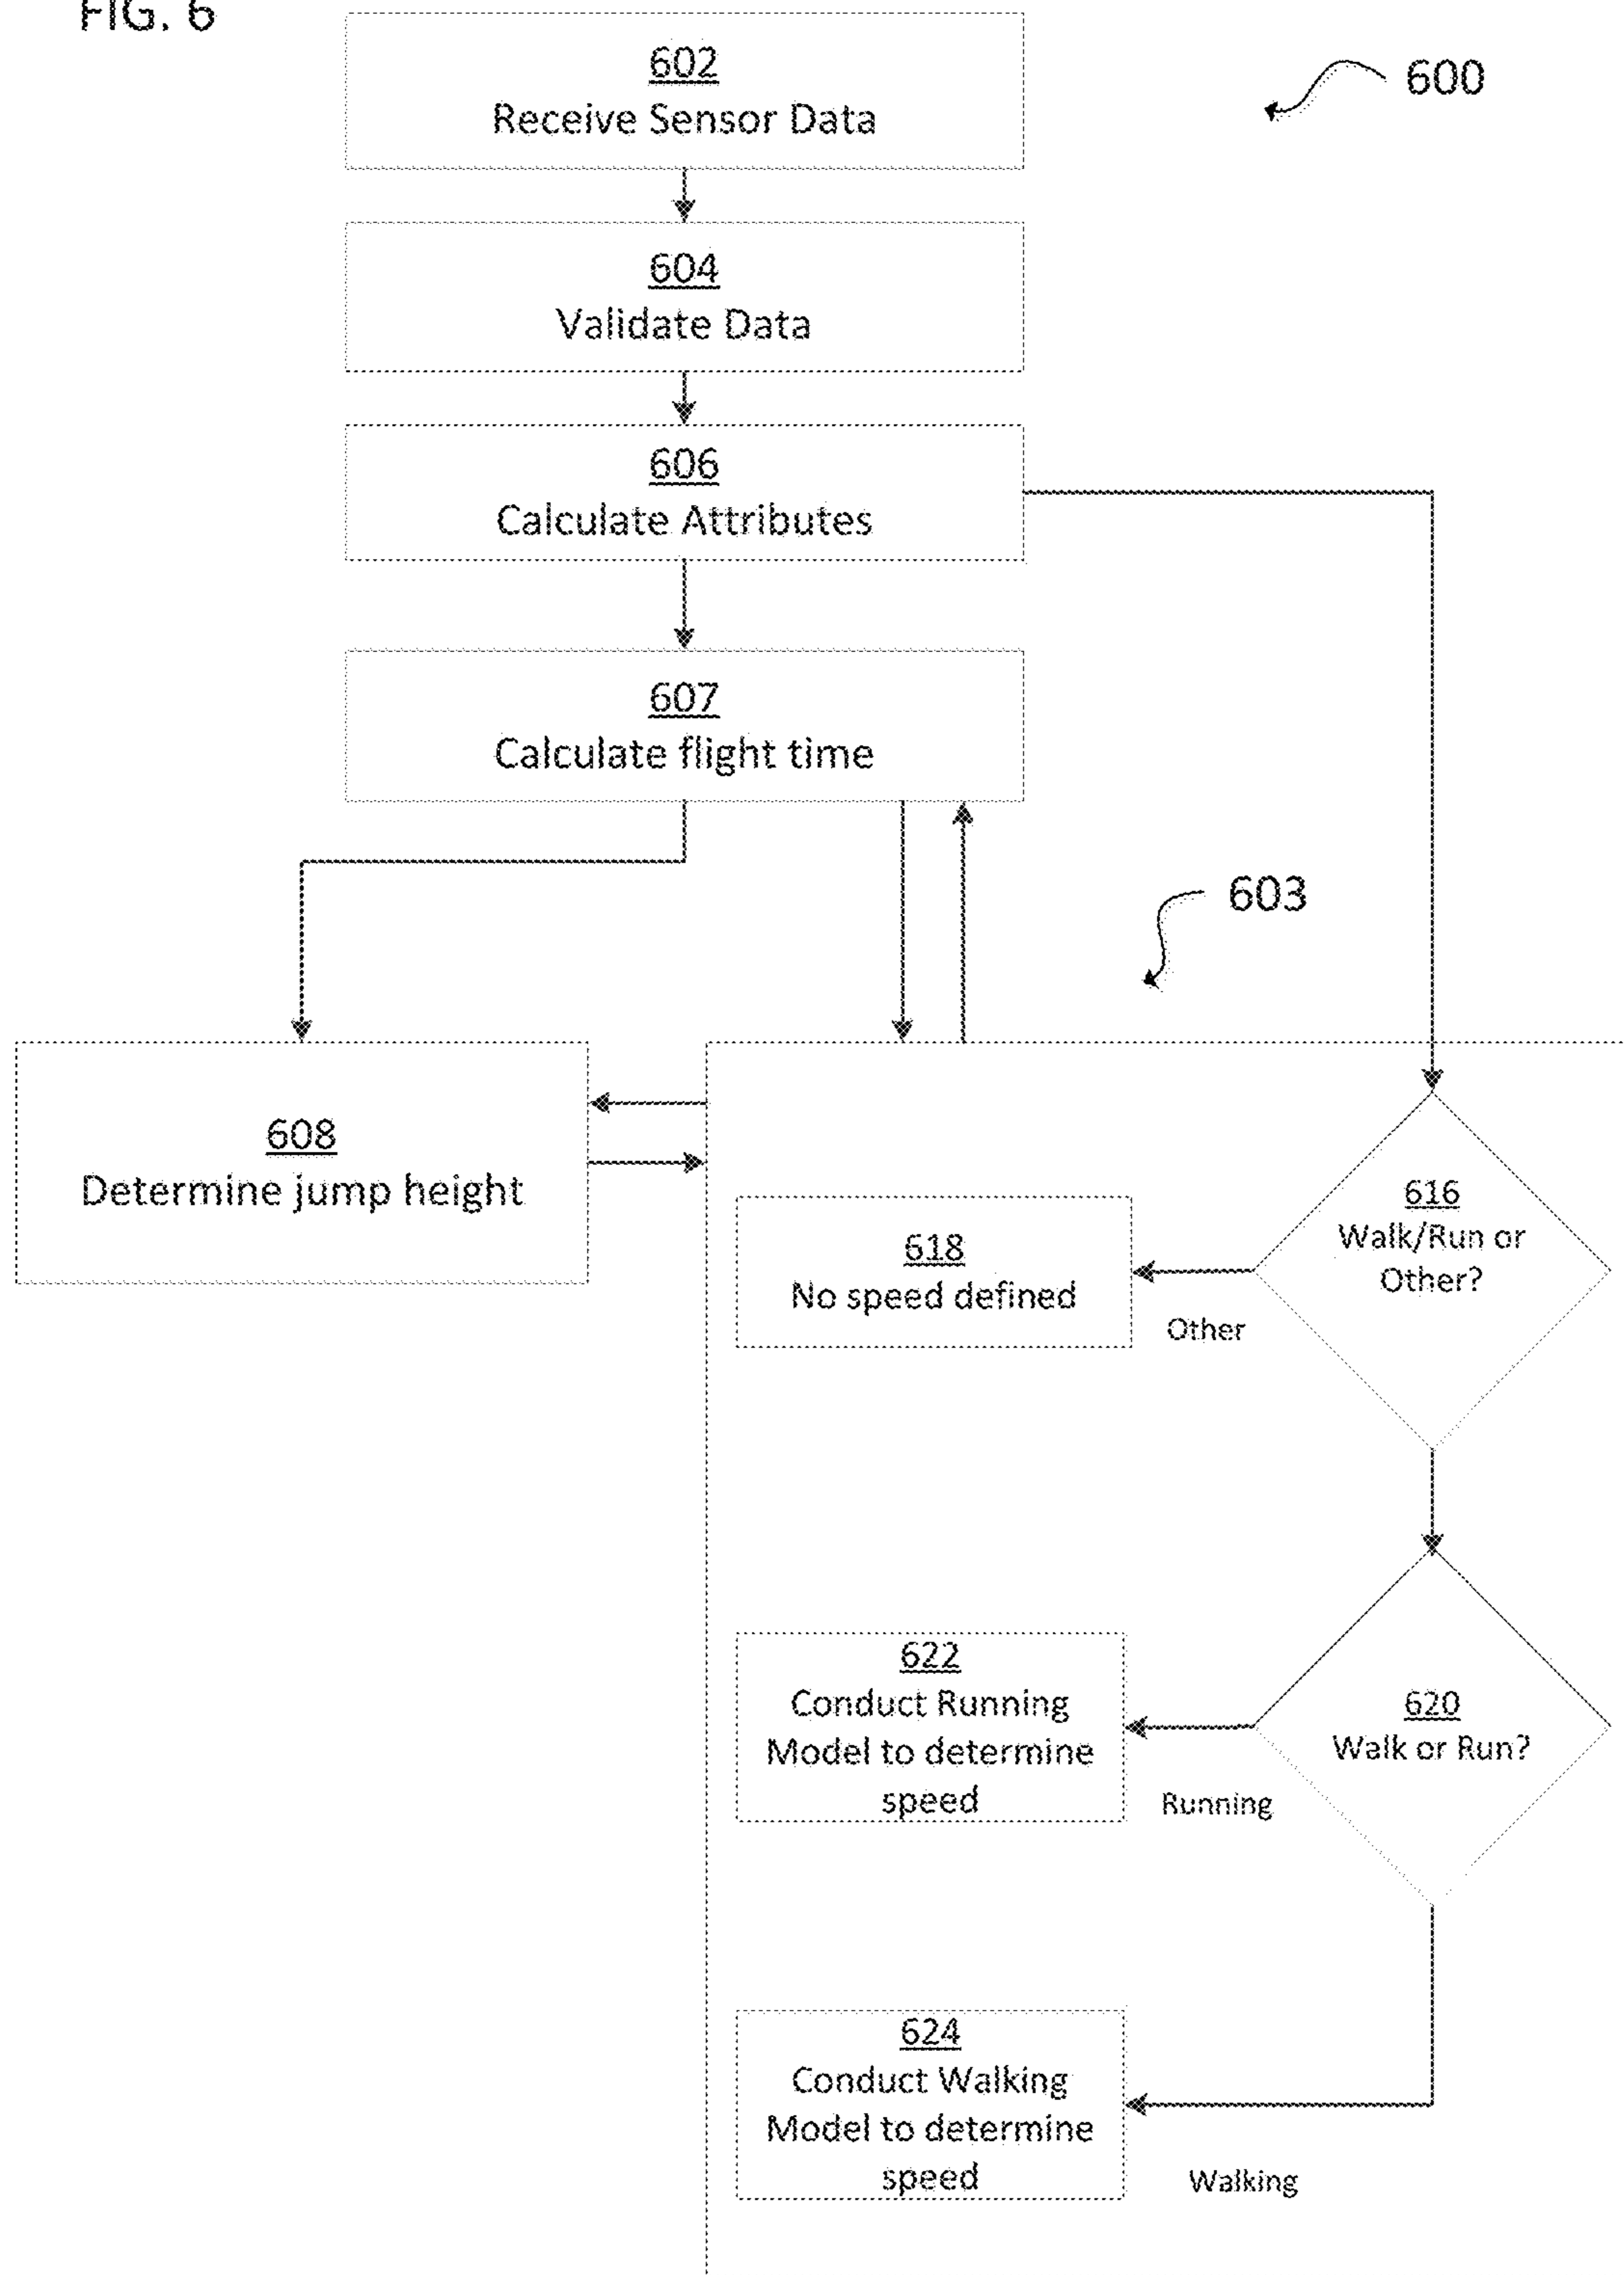 FIG. 6
602
Receive Sensor Data
600
604
Validate Data
606
Calculate Attributes
607
Calculate flight time
603
608
Determine jump height
616
Walk/Run or
Other?
618
No speed defined
Other
620
Walk or Run?
622
Conduct Running
Model to determine
speed
Running
624
Conduct Walking
Model to determine
speed
Walking